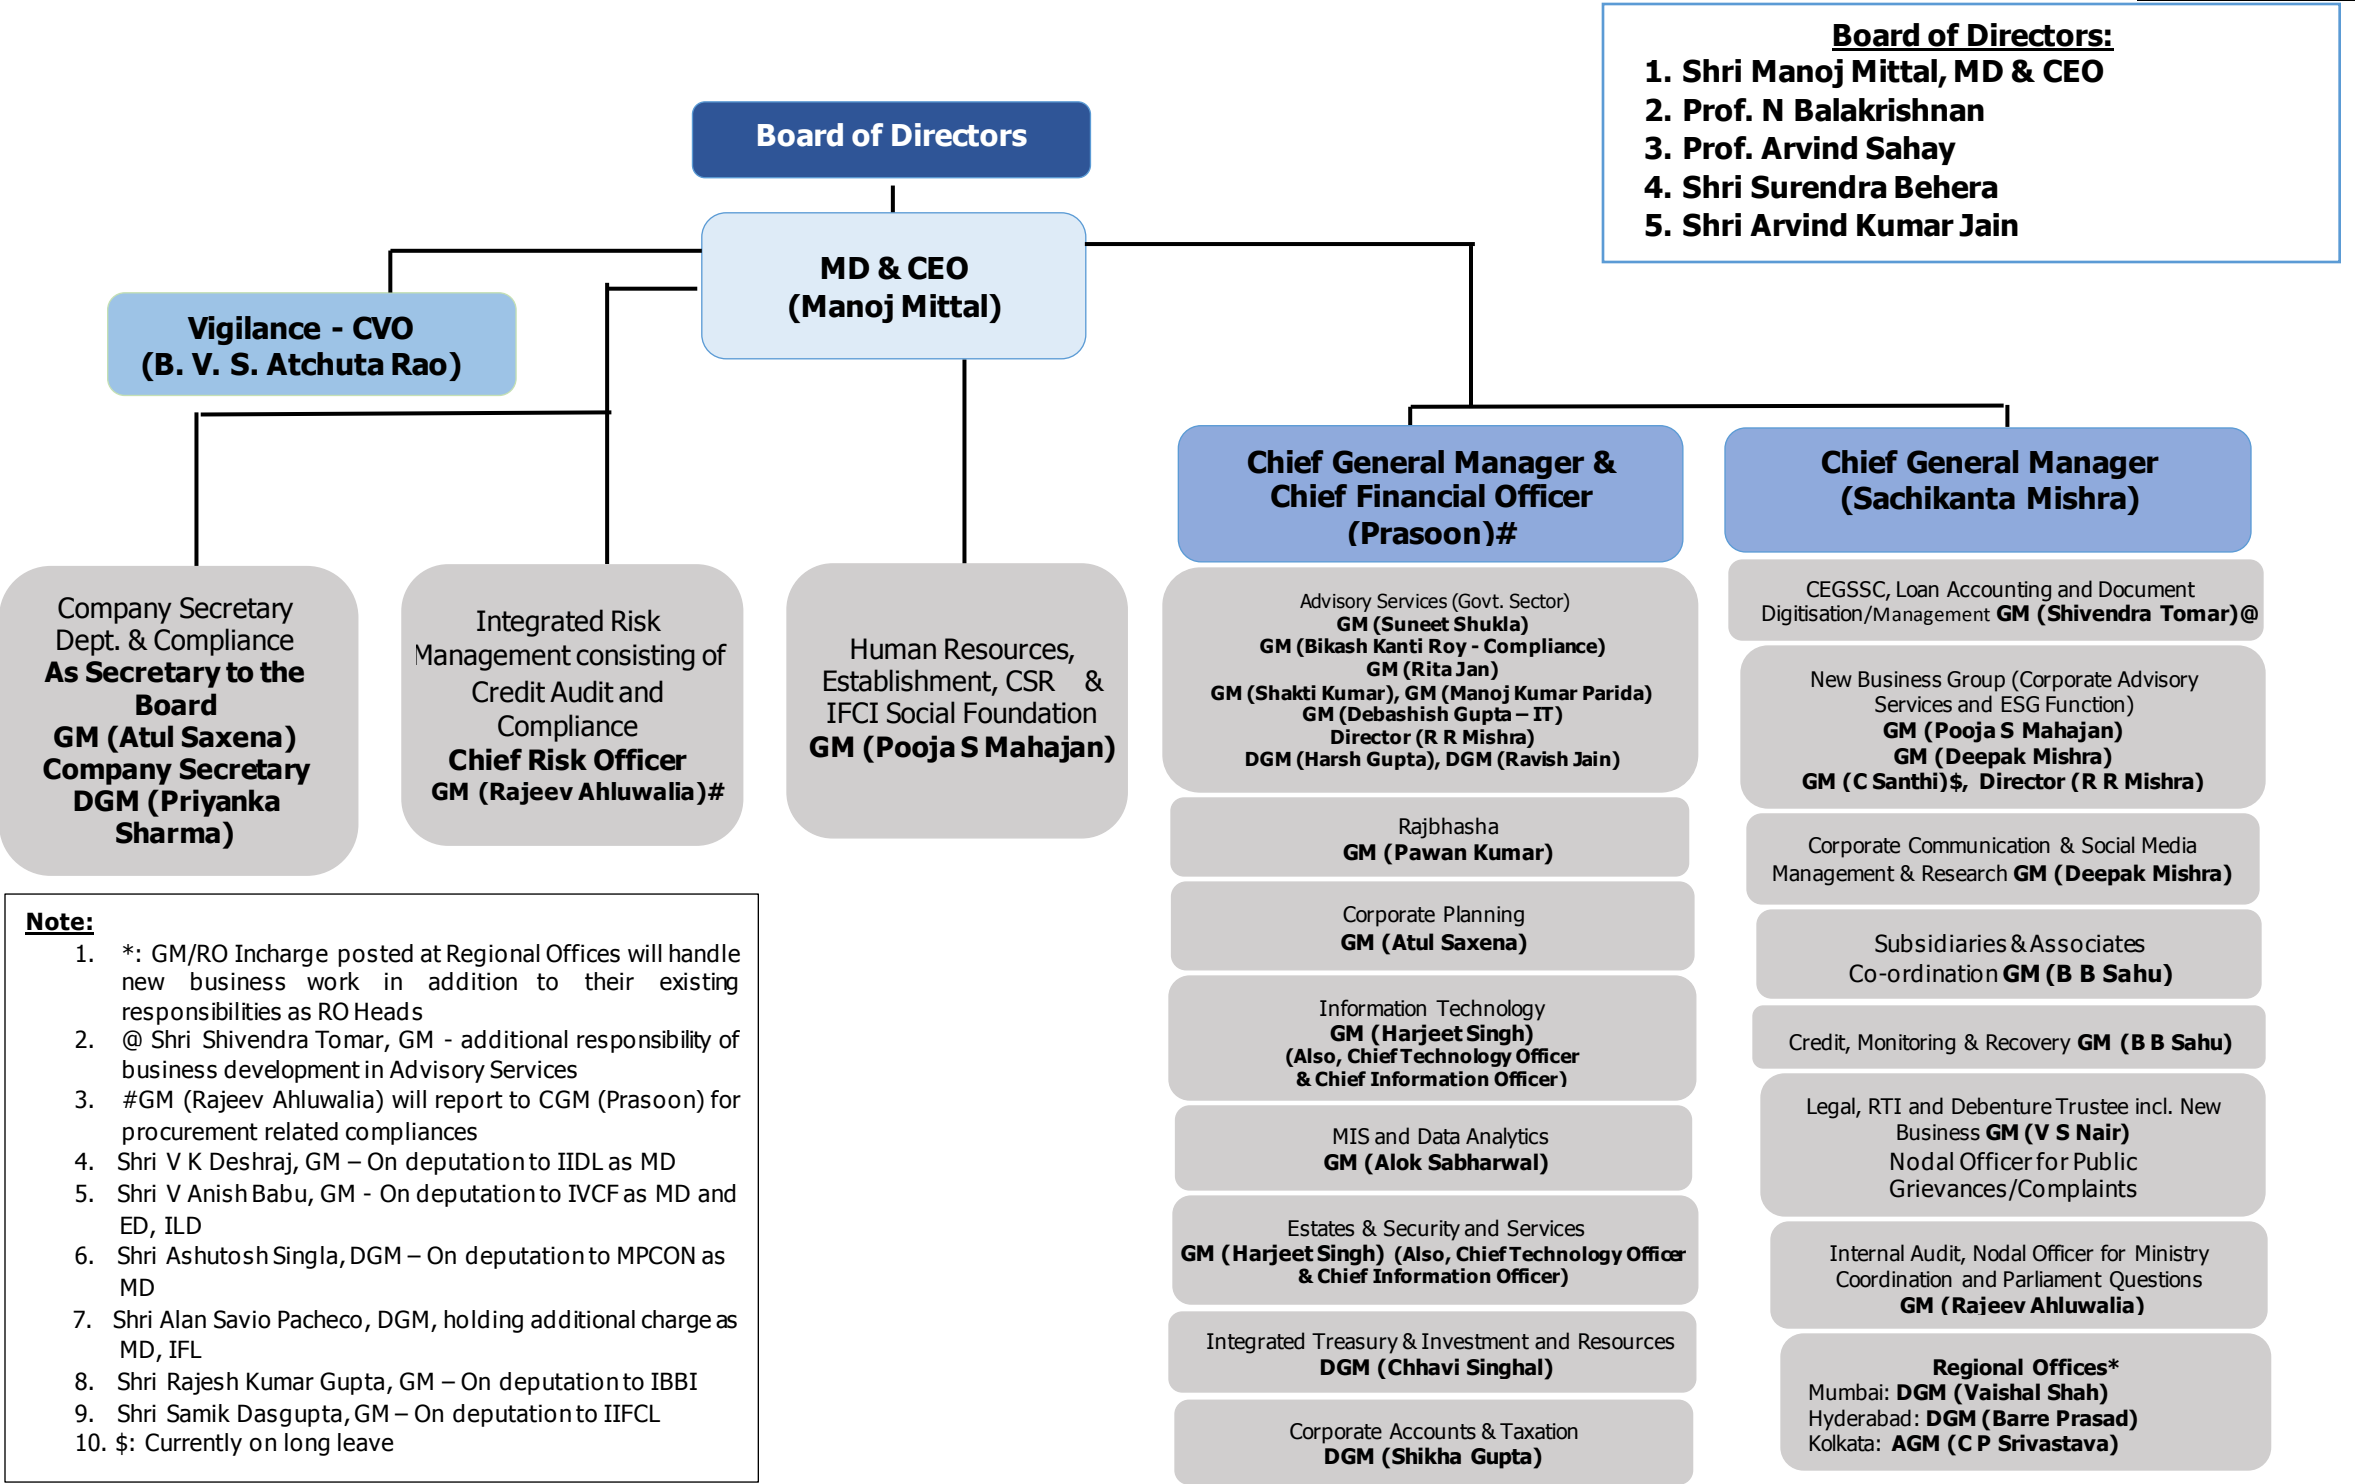 Board of Directors:
1. Shri Manoj Mittal, MD & CEO
2. Prof. N Balakrishnan
3. Prof. Arvind Sahay
4. Shri Surendra Behera
5. Shri Arvind Kumar Jain
Board of Directors
MD & CEO
(Manoj Mittal)
Vigilance - CVO
(B. V. S. Atchuta Rao)
Company Secretary
Dept. & Compliance
As Secretary to the
Board
GM (Atul Saxena)
Company Secretary
DGM (Priyanka
Sharma)
Integrated Risk
Management consisting of
Credit Audit and
Compliance
Chief Risk Officer
GM (Rajeev Ahluwalia)#
Human Resources,
Establishment, CSR &
IFCI Social Foundation
GM (Pooja S Mahajan)
Chief General Manager &
Chief Financial Officer
(Prasoon)#
Advisory Services (Govt. Sector)
GM (Suneet Shukla)
GM (Bikash Kanti Roy - Compliance)
GM (Rita Jan)
GM (Shakti Kumar), GM (Manoj Kumar Parida)
GM (Debashish Gupta – IT)
Director (R R Mishra)
DGM (Harsh Gupta), DGM (Ravish Jain)
Rajbhasha
GM (Pawan Kumar)
Corporate Planning
GM (Atul Saxena)
Information Technology
GM (Harjeet Singh)
(Also, Chief Technology Officer
& Chief Information Officer)
MIS and Data Analytics
GM (Alok Sabharwal)
Estates & Security and Services
GM (Harjeet Singh) (Also, Chief Technology Officer
& Chief Information Officer)
Integrated Treasury & Investment and Resources
DGM (Chhavi Singhal)
Corporate Accounts & Taxation
DGM (Shikha Gupta)
Chief General Manager
(Sachikanta Mishra)
CEGSSC, Loan Accounting and Document
Digitisation/Management GM (Shivendra Tomar)@
New Business Group (Corporate Advisory
Services and ESG Function)
GM (Pooja S Mahajan)
GM (Deepak Mishra)
GM (C Santhi)$, Director (R R Mishra)
Corporate Communication & Social Media
Management & Research GM (Deepak Mishra)
Subsidiaries & Associates
Co-ordination GM (B B Sahu)
Credit, Monitoring & Recovery GM (B B Sahu)
Legal, RTI and Debenture Trustee incl. New
Business GM (V S Nair)
Nodal Officer for Public
Grievances/Complaints
Internal Audit, Nodal Officer for Ministry
Coordination and Parliament Questions
GM (Rajeev Ahluwalia)
Regional Offices*
Mumbai: DGM (Vaishal Shah)
Hyderabad: DGM (Barre Prasad)
Kolkata: AGM (C P Srivastava)
Note:
1. *: GM/RO Incharge posted at Regional Offices will handle
new business work in addition to their existing
responsibilities as RO Heads
2. @ Shri Shivendra Tomar, GM - additional responsibility of
business development in Advisory Services
3. #GM (Rajeev Ahluwalia) will report to CGM (Prasoon) for
procurement related compliances
4. Shri V K Deshraj, GM – On deputation to IIDL as MD
5. Shri V Anish Babu, GM - On deputation to IVCF as MD and
ED, ILD
6. Shri Ashutosh Singla, DGM – On deputation to MPCON as
MD
7. Shri Alan Savio Pacheco, DGM, holding additional charge as
MD, IFL
8. Shri Rajesh Kumar Gupta, GM – On deputation to IBBI
9. Shri Samik Dasgupta, GM – On deputation to IIFCL
10. $: Currently on long leave